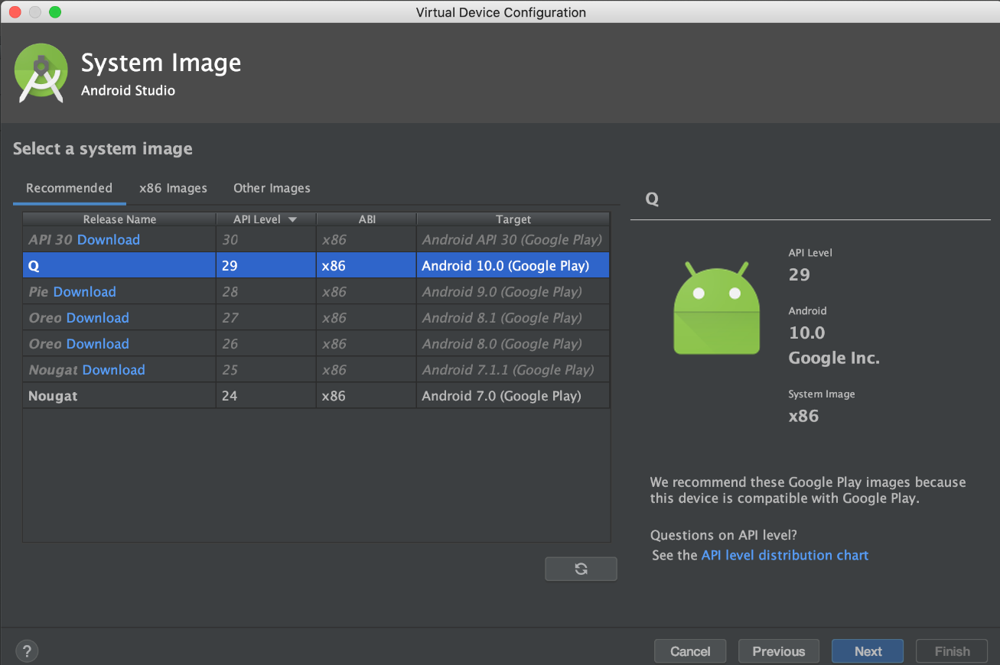 Virtual Device Configuration
System Image
Android Studio
Select a system image
Recommended x86 Images Other Images
Release Name API Level ABI Target
API 30 Download 30 x86 Android API 30 (Google Play)
Q 29 x86 Android 10.0 (Google Play)
Pie Download 28 x86 Android 9.0 (Google Play)
Oreo Download 27 x86 Android 8.1 (Google Play)
Oreo Download 26 x86 Android 8.0 (Google Play)
Nougat Download 25 x86 Android 7.1.1 (Google Play)
Nougat 24 x86 Android 7.0 (Google Play)
Q
API Level
29
Android
10.0
Google Inc.
System Image
x86
We recommend these Google Play images because
this device is compatible with Google Play.
Questions on API level?
See the API level distribution chart
? Cancel Previous Next Finish